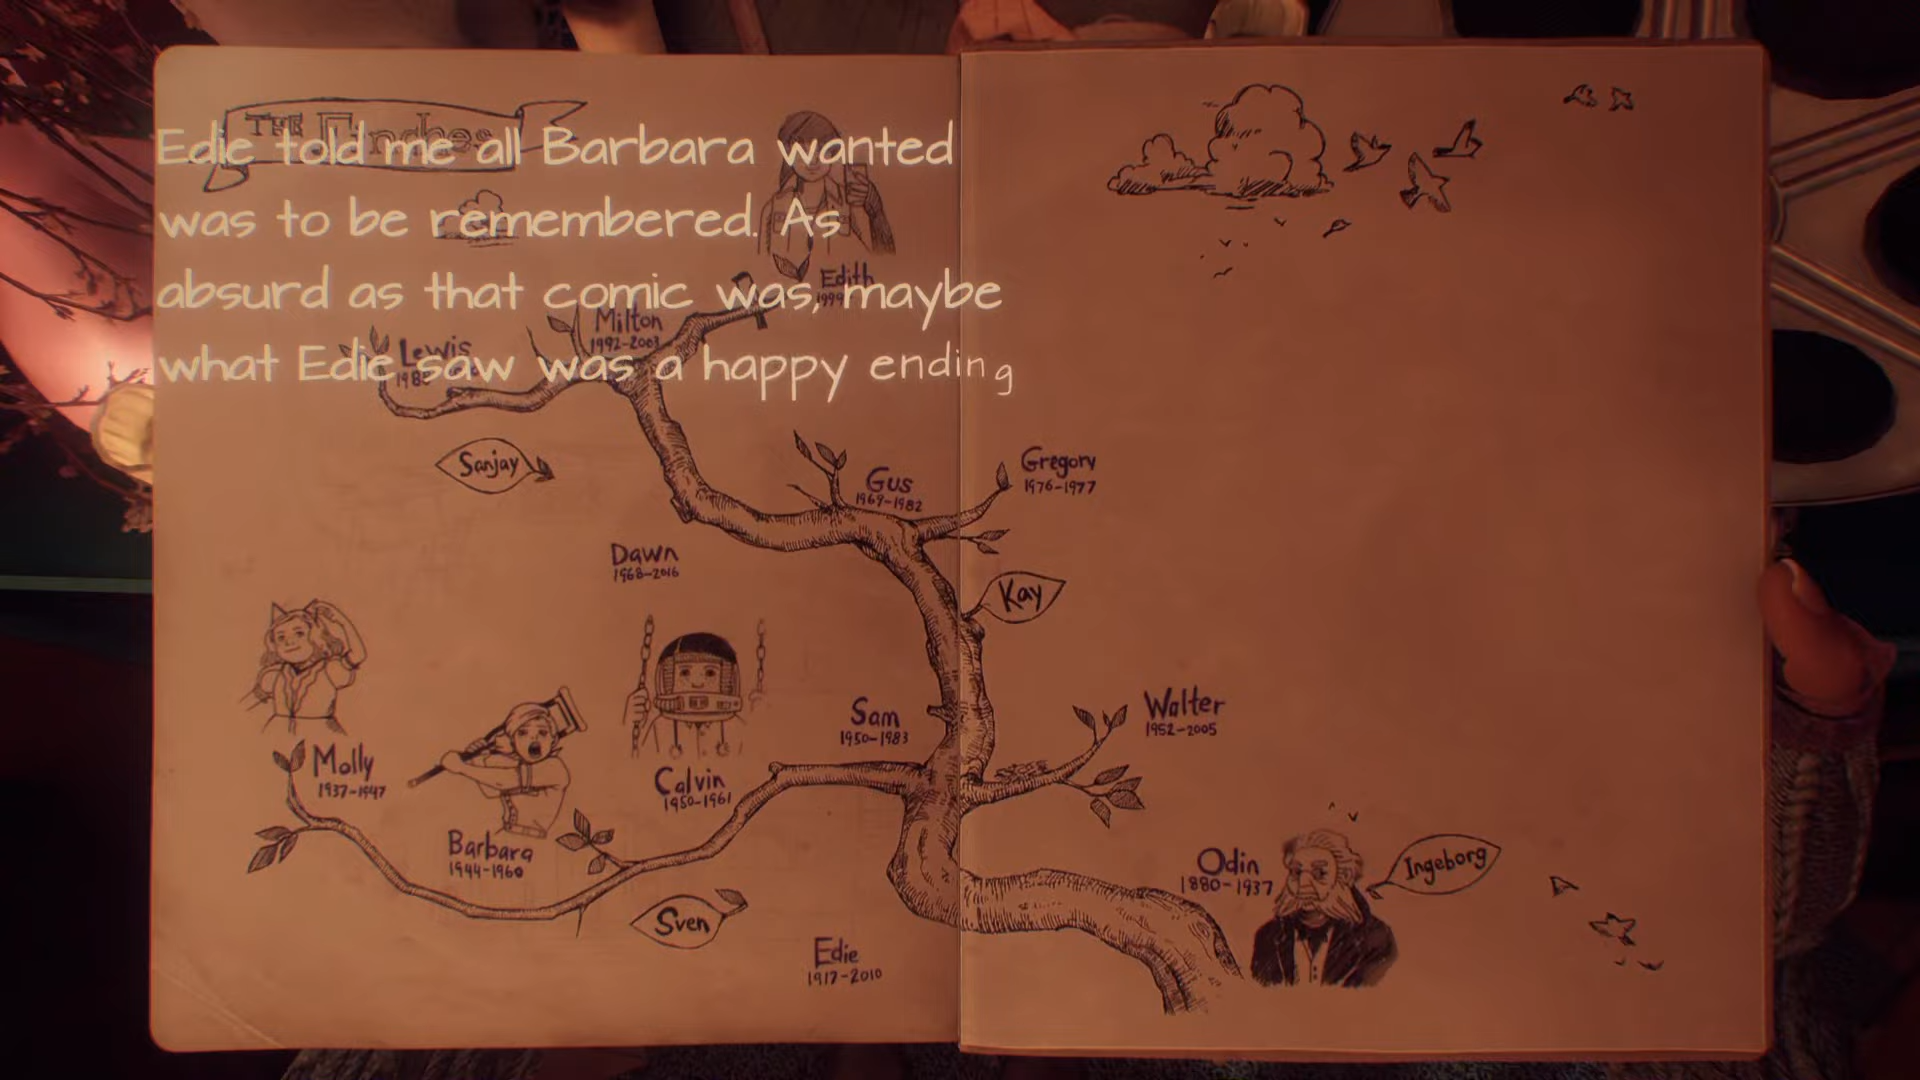 THE Finches
Edie told me all Barbara wanted
was to be remembered. As
absurd as that comic was, maybe
what Edie saw was a happy ending
Edith
Milton
1992-2003
Lewis
Sanjay
Gus
1969-1982
Gregory
1976-1977
Dawn
1968-2016
Kay
Sam
1950-1983
Walter
1952-2005
Molly
1937-1947
Calvin
1950-1961
Barbara
1944-1960
Sven
Odin
1880-1937
Ingeborg
Edie
1917-2010